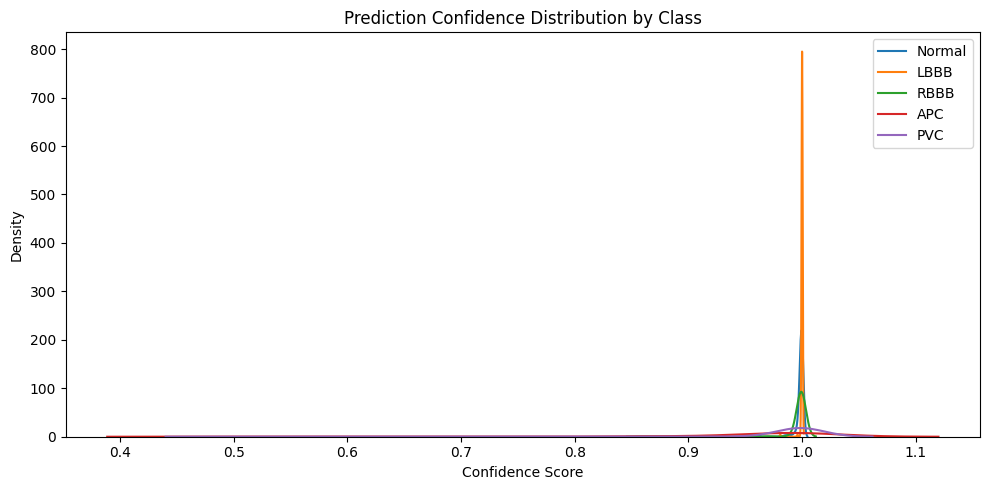 Prediction Confidence Distribution by Class
800
700
600
500
400
300
200
100
0
Density
0.4 0.5 0.6 0.7 0.8 0.9 1.0 1.1
Confidence Score
Normal
LBBB
RBBB
APC
PVC